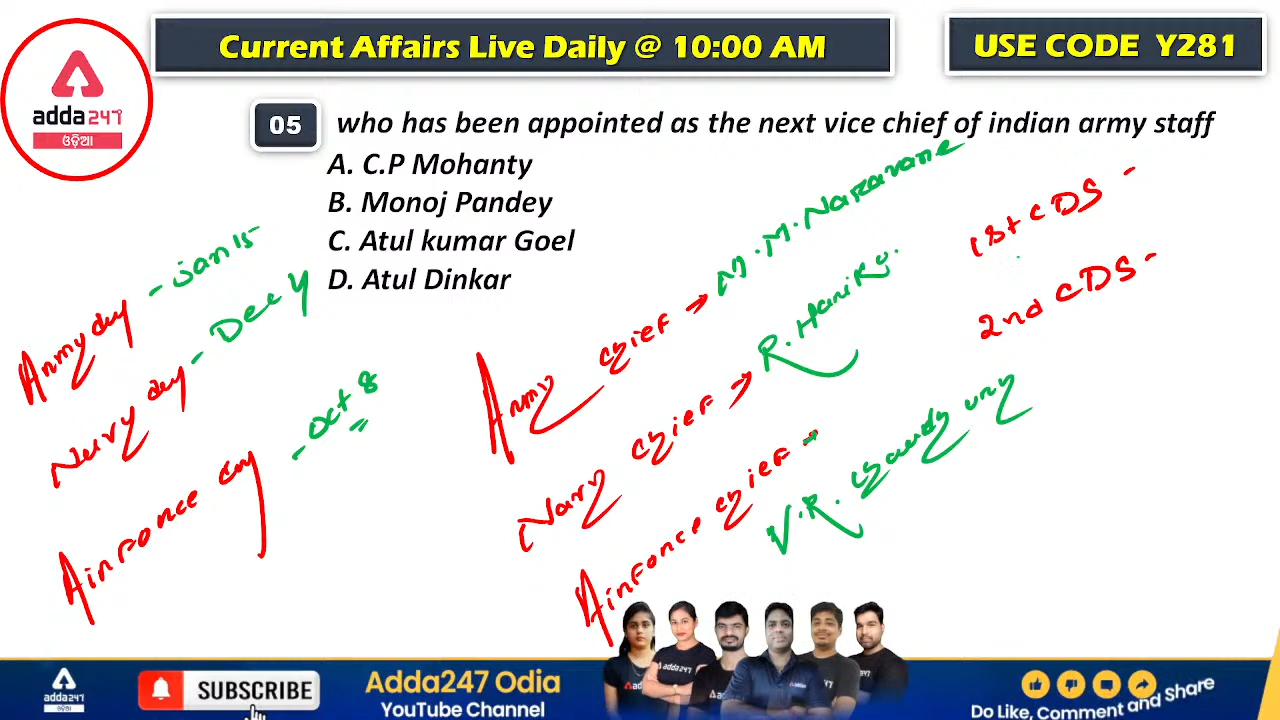 Current Affairs Live Daily @ 10:00 AM
USE CODE Y281
adda247
ଓଡ଼ିଆ
05 who has been appointed as the next vice chief of indian army staff
A. C.P Mohanty
B. Monoj Pandey
C. Atul kumar Goel
D. Atul Dinkar
Army day - Jan 15
Navy day - Dec 4
Airforce day - Oct 8
Army chief → M.M. Naravane
Navy chief → R. Hari
Airforce chief → V.R.
1st CDS -
2nd CDS -
adda247
ଓଡ଼ିଆ
SUBSCRIBE
Adda247 Odia
YouTube Channel
Do Like, Comment and Share
adda247